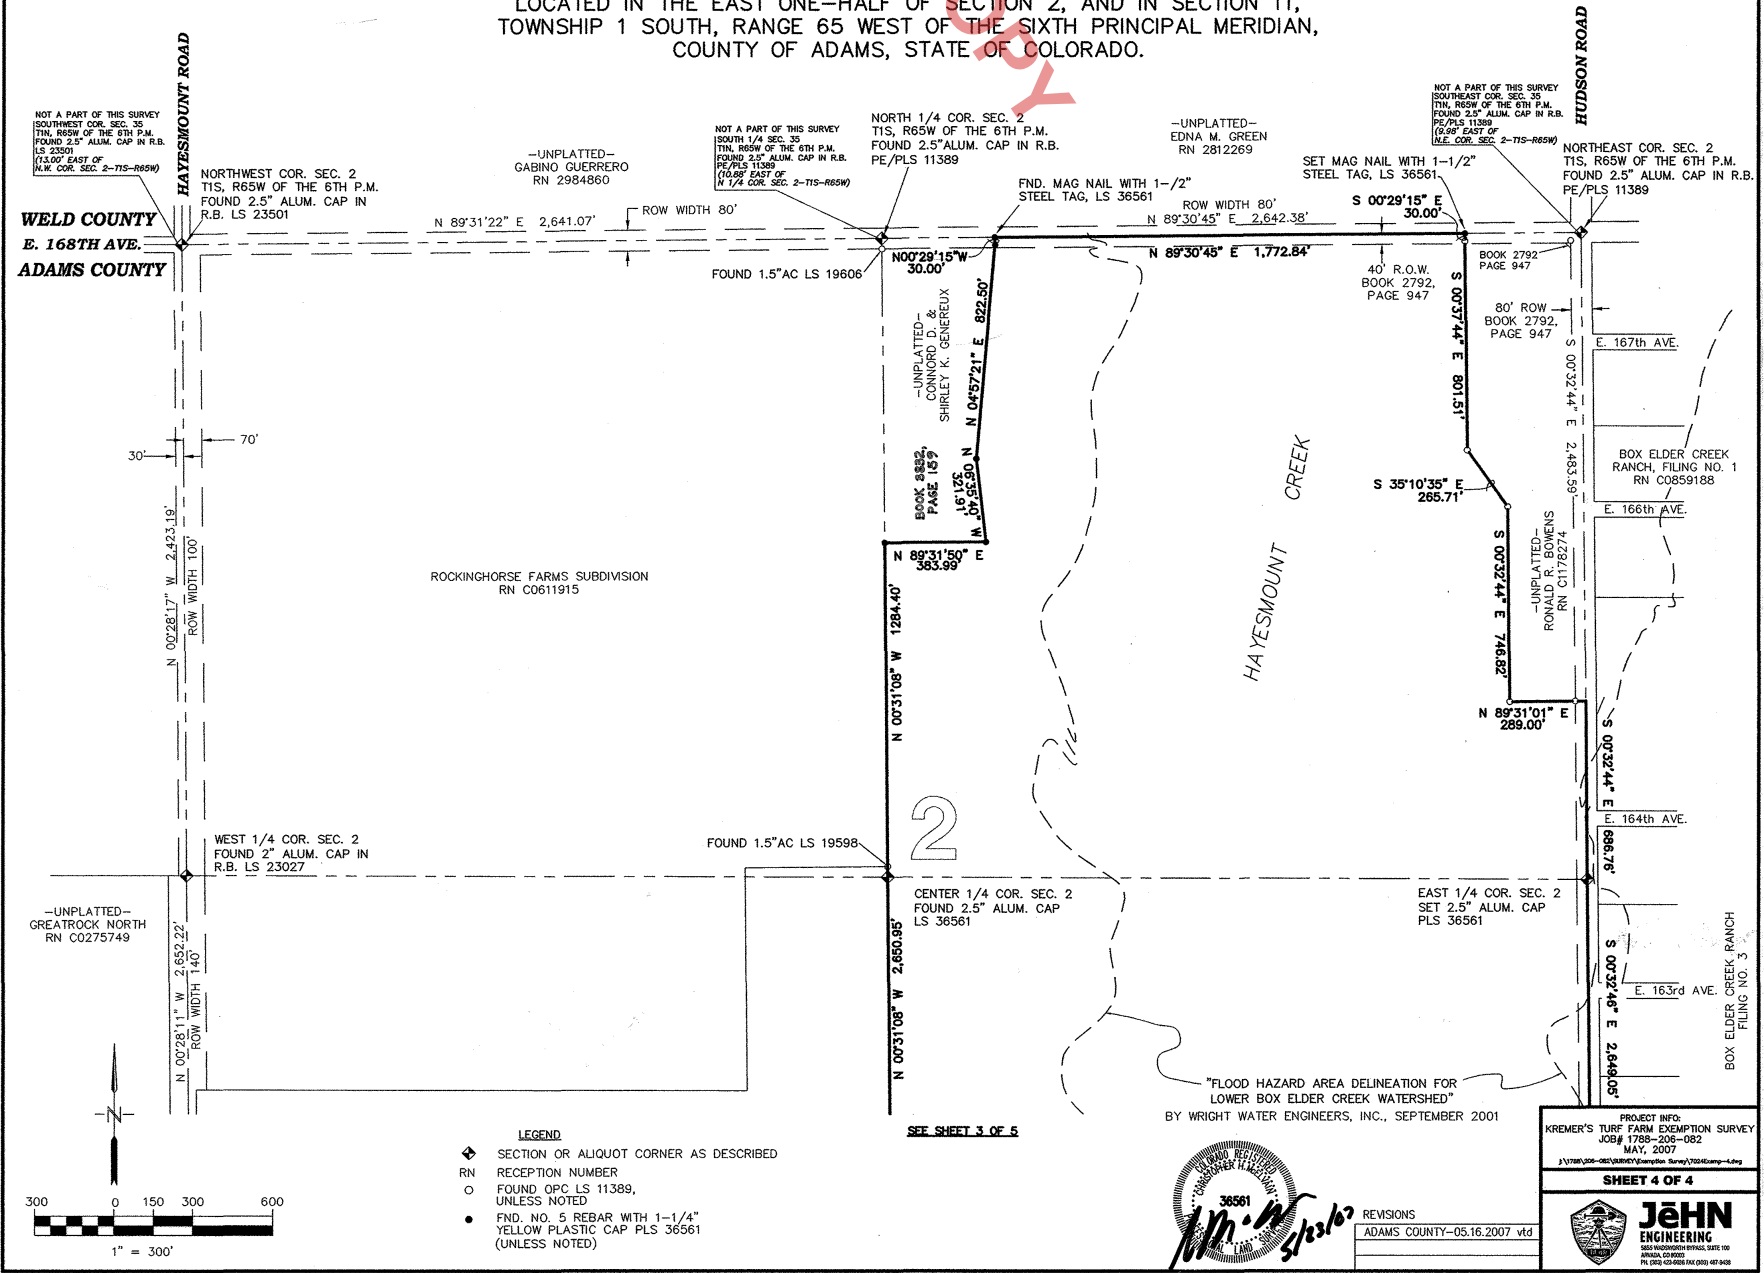 LOCATED IN THE EAST ONE-HALF OF SECTION 2, AND IN SECTION 11,
TOWNSHIP 1 SOUTH, RANGE 65 WEST OF THE SIXTH PRINCIPAL MERIDIAN,
COUNTY OF ADAMS, STATE OF COLORADO.
OPY
HAYESMOUNT ROAD
HUDSON ROAD
NOT A PART OF THIS SURVEY
SOUTHWEST COR. SEC. 35
T1N, R65W OF THE 6TH P.M.
FOUND 2.5" ALUM. CAP IN R.B.
LS 23501
(13.00' EAST OF
N.W. COR. SEC. 2-T1S-R65W)
NORTHWEST COR. SEC. 2
T1S, R65W OF THE 6TH P.M.
FOUND 2.5" ALUM. CAP IN
R.B. LS 23501
-UNPLATTED-
GABINO GUERRERO
RN 2984860
NOT A PART OF THIS SURVEY
SOUTH 1/4 SEC. 35
T1N, R65W OF THE 6TH P.M.
FOUND 2.5" ALUM. CAP IN R.B.
PE/PLS 11389
(10.88' EAST OF
N 1/4 COR. SEC. 2-T1S-R65W)
NORTH 1/4 COR. SEC. 2
T1S, R65W OF THE 6TH P.M.
FOUND 2.5"ALUM. CAP IN R.B.
PE/PLS 11389
-UNPLATTED-
EDNA M. GREEN
RN 2812269
FND. MAG NAIL WITH 1-/2"
STEEL TAG, LS 36561
SET MAG NAIL WITH 1-1/2"
STEEL TAG, LS 36561
NOT A PART OF THIS SURVEY
SOUTHEAST COR. SEC. 35
T1N, R65W OF THE 6TH P.M.
FOUND 2.5" ALUM. CAP IN R.B.
PE/PLS 11389
(9.98' EAST OF
N.E. COR. SEC. 2-T1S-R65W)
NORTHEAST COR. SEC. 2
T1S, R65W OF THE 6TH P.M.
FOUND 2.5" ALUM. CAP IN R.B.
PE/PLS 11389
WELD COUNTY
E. 168TH AVE.
ADAMS COUNTY
N 89°31'22" E 2,641.07'
ROW WIDTH 80'
ROW WIDTH 80'
N 89°30'45" E 2,642.38'
S 00°29'15" E
30.00'
FOUND 1.5"AC LS 19606
N00°29'15"W
30.00'
N 89°30'45" E 1,772.84'
40' R.O.W.
BOOK 2792,
PAGE 947
BOOK 2792
PAGE 947
80' ROW
BOOK 2792,
PAGE 947
-UNPLATTED-
CONNORD D. &
SHIRLEY K. GENEREUX
N 04°57'21" E 822.50'
S 00°37'44" E 801.51'
S 00°32'44" E 2,483.59'
E. 167th AVE.
30'
70'
BOOK 3882,
PAGE 159
N 06°35'40" W
321.91'
HAYESMOUNT CREEK
S 35°10'35" E
265.71'
BOX ELDER CREEK
RANCH, FILING NO. 1
RN C0859188
E. 166th AVE.
N 00°28'17" W 2,423.19'
ROW WIDTH 100'
N 89°31'50" E
383.99'
ROCKINGHORSE FARMS SUBDIVISION
RN C0611915
N 00°31'08" W 1284.40'
S 00°32'44" E 746.82'
-UNPLATTED-
RONALD R. BOWENS
RN C1178274
N 89°31'01" E
289.00'
S 00°32'44" E 686.76'
E. 164th AVE.
WEST 1/4 COR. SEC. 2
FOUND 2" ALUM. CAP IN
R.B. LS 23027
FOUND 1.5"AC LS 19598
2
CENTER 1/4 COR. SEC. 2
FOUND 2.5" ALUM. CAP
LS 36561
EAST 1/4 COR. SEC. 2
SET 2.5" ALUM. CAP
PLS 36561
-UNPLATTED-
GREATROCK NORTH
RN C0275749
N 00°28'11" W 2,652.22'
ROW WIDTH 140'
N 00°31'08" W 2,650.95'
S 00°32'46" E 2,649.05'
E. 163rd AVE.
BOX ELDER CREEK RANCH
FILING NO. 3
"FLOOD HAZARD AREA DELINEATION FOR
LOWER BOX ELDER CREEK WATERSHED"
BY WRIGHT WATER ENGINEERS, INC., SEPTEMBER 2001
N
SEE SHEET 3 OF 5
LEGEND
SECTION OR ALIQUOT CORNER AS DESCRIBED
RN RECEPTION NUMBER
FOUND OPC LS 11389,
UNLESS NOTED
FND. NO. 5 REBAR WITH 1-1/4"
YELLOW PLASTIC CAP PLS 36561
(UNLESS NOTED)
300 0 150 300 600
1" = 300'
COLORADO REGISTERED
CHRISTOPHER H. McELVAIN
36561
LAND
5/23/07
REVISIONS
ADAMS COUNTY-05.16.2007 vtd
PROJECT INFO:
KREMER'S TURF FARM EXEMPTION SURVEY
JOB# 1788-206-082
MAY, 2007
SHEET 4 OF 4
JēHN
ENGINEERING
5855 WADSWORTH BYPASS, SUITE 100
ARVADA, CO 80003